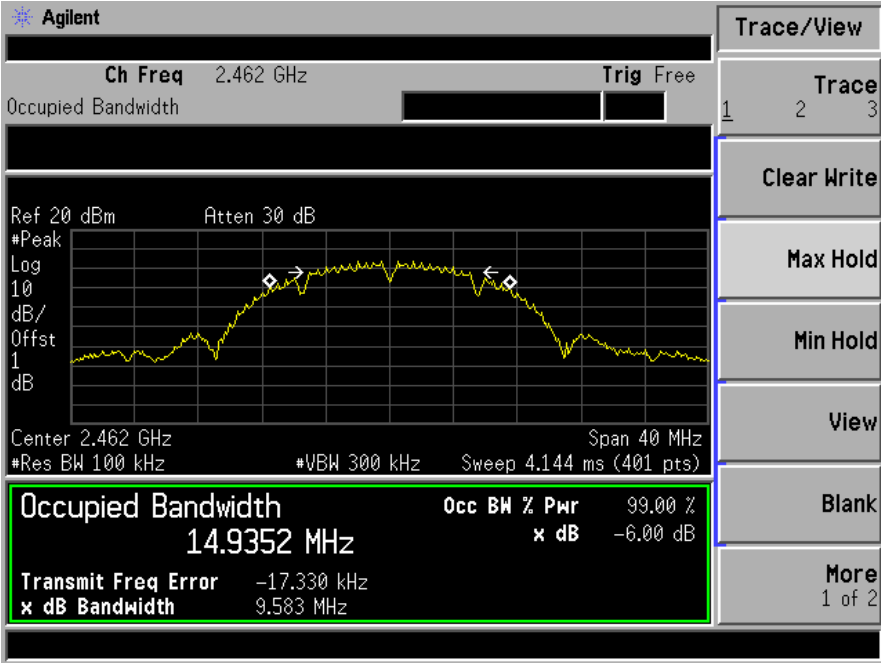 Agilent
Trace/View
Ch Freq 2.462 GHz Trig Free
Occupied Bandwidth
Trace
1 2 3
Clear Write
Max Hold
Min Hold
View
Blank
More
1 of 2
Ref 20 dBm Atten 30 dB
#Peak
Log
10
dB/
Offst
1
dB
Center 2.462 GHz Span 40 MHz
#Res BW 100 kHz #VBW 300 kHz Sweep 4.144 ms (401 pts)
Occupied Bandwidth Occ BW % Pwr 99.00 %
14.9352 MHz x dB -6.00 dB
Transmit Freq Error -17.330 kHz
x dB Bandwidth 9.583 MHz